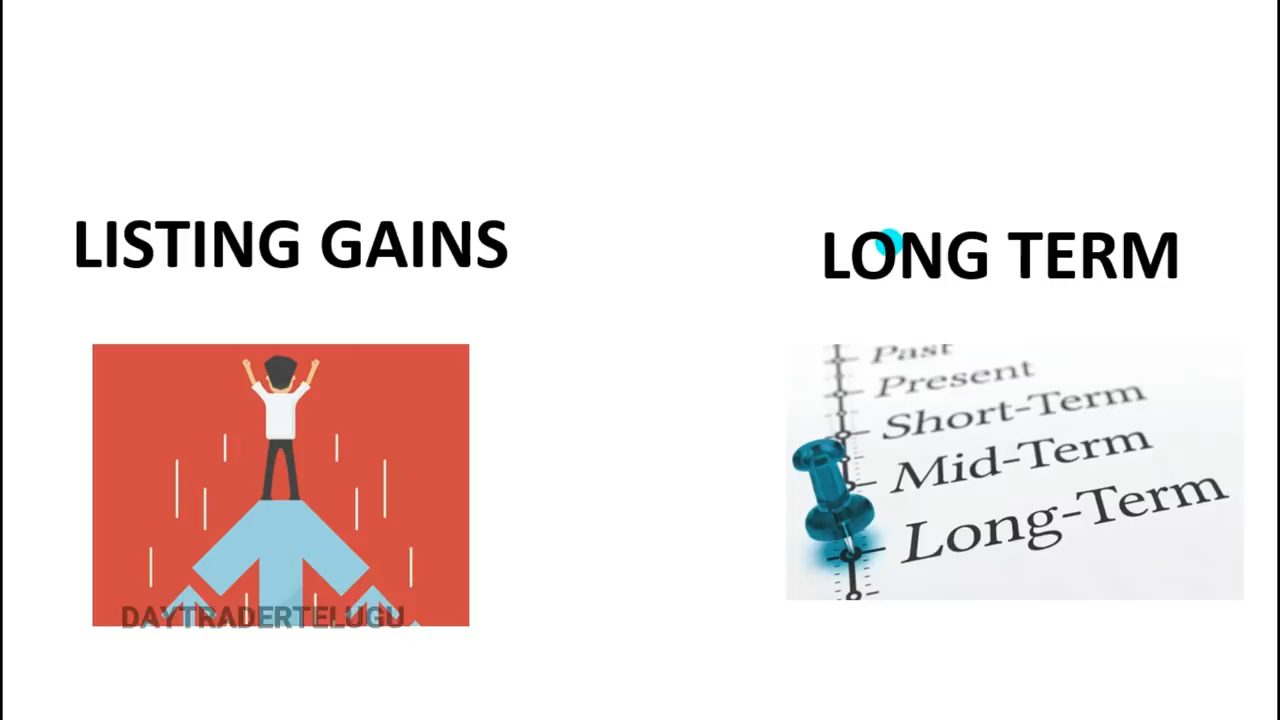 LISTING GAINS
LONG TERM
Past
Present
Short-Term
Mid-Term
Long-Term
DAYTRADERTELUGU